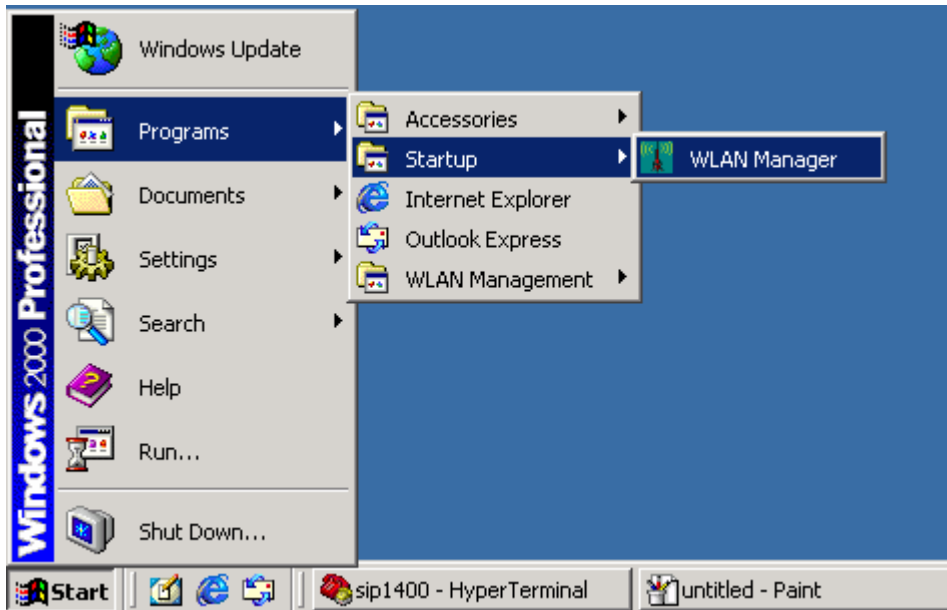 Windows 2000 Professional
Windows Update
Programs
Documents
Settings
Search
Help
Run...
Shut Down...
Accessories
Startup
Internet Explorer
Outlook Express
WLAN Management
WLAN Manager
Start
sip1400 - HyperTerminal
untitled - Paint